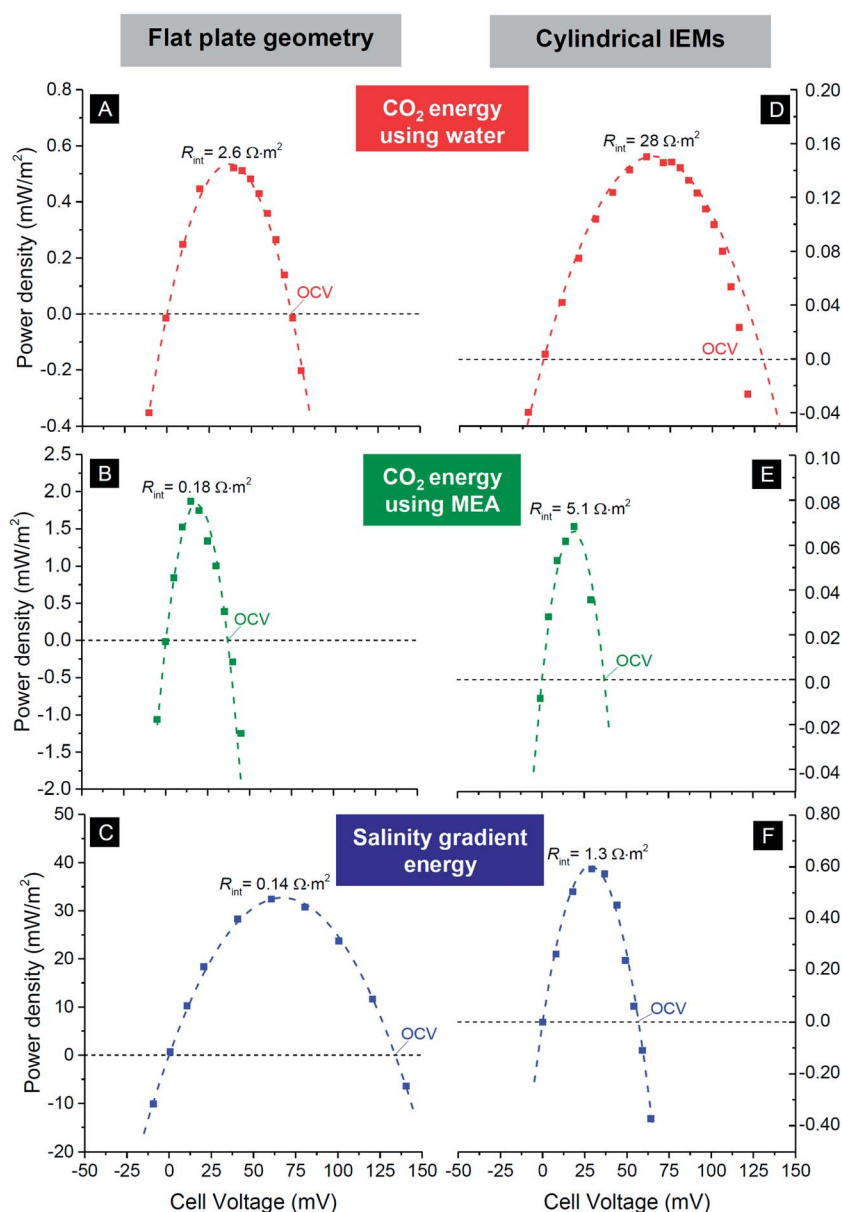 Flat plate geometry
Cylindrical IEMs
A
CO2 energy
using water
D
Rint= 2.6 Ω·m2
Rint= 28 Ω·m2
OCV
OCV
Power density (mW/m2)
0.8
0.6
0.4
0.2
0.0
-0.2
-0.4
0.20
0.16
0.12
0.08
0.04
0.0
-0.04
B
CO2 energy
using MEA
E
Rint= 0.18 Ω·m2
Rint= 5.1 Ω·m2
OCV
OCV
Power density (mW/m2)
2.5
2.0
1.5
1.0
0.5
0.0
-0.5
-1.0
-1.5
-2.0
0.10
0.08
0.06
0.04
0.02
0.0
-0.02
-0.04
C
Salinity gradient
energy
F
Rint= 0.14 Ω·m2
Rint= 1.3 Ω·m2
OCV
OCV
Power density (mW/m2)
50
40
30
20
10
0
-10
-20
0.80
0.60
0.40
0.20
0.0
-0.20
-0.40
-50 -25 0 25 50 75 100 125 150
-50 -25 0 25 50 75 100 125 150
Cell Voltage (mV)
Cell Voltage (mV)